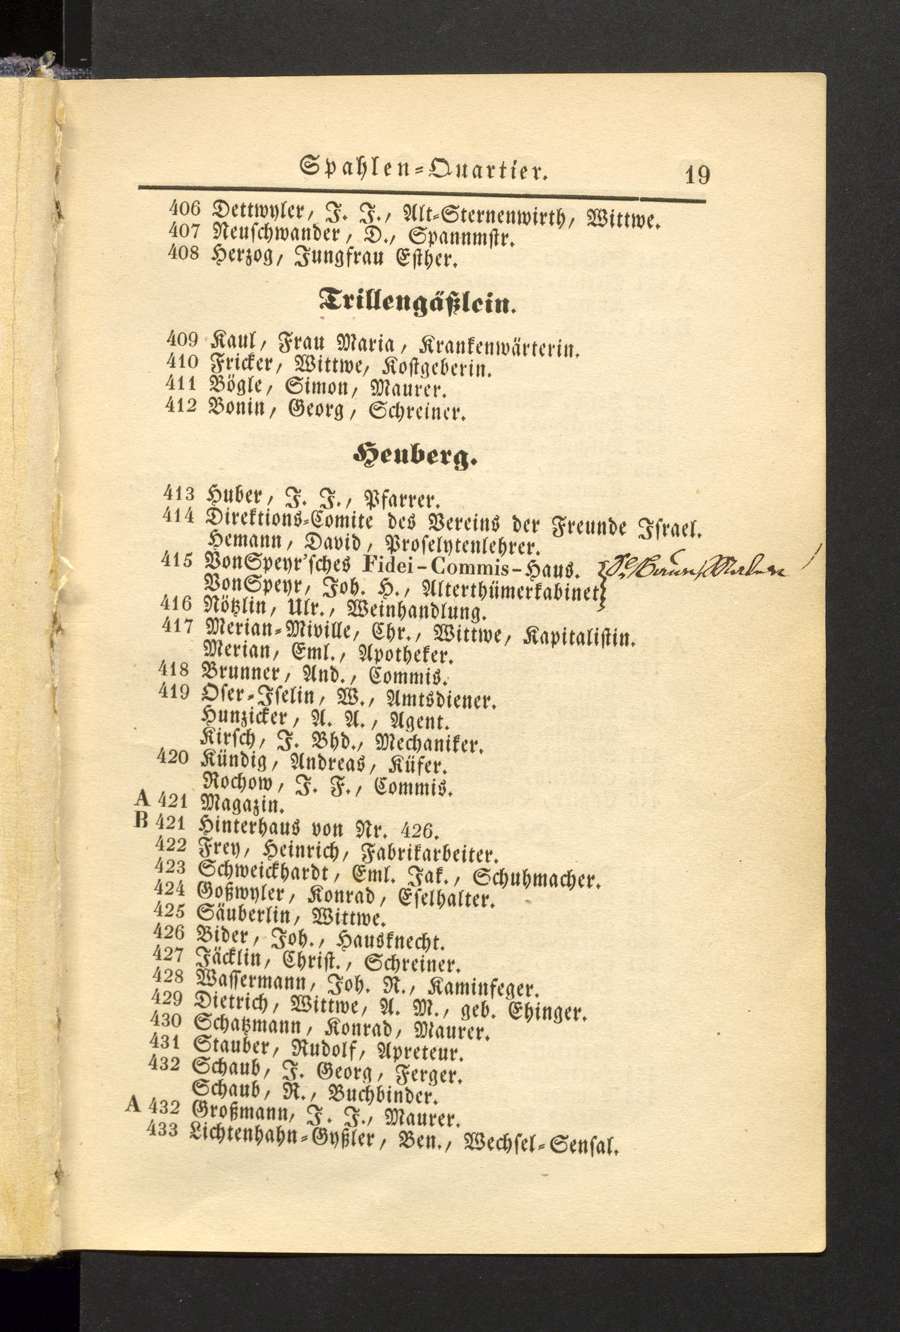 Spahlen=Quartier. 19
406 Dettwyler, J. J., Alt=Sternenwirth, Wittwe.
407 Neuschwander, D., Spannmstr.
408 Herzog, Jungfrau Esther.
Trillengäßlein.
409 Kaul, Frau Maria, Krankenwärterin.
410 Fricker, Wittwe, Kostgeberin.
411 Bögle, Simon, Maurer.
412 Bonin, Georg, Schreiner.
Heuberg.
413 Huber, J. J., Pfarrer.
414 Direktions=Comite des Vereins der Freunde Israel.
Hemann, David, Proselytenlehrer.
415 VonSpeyr'sches Fidei-Commis-Haus.
VonSpeyr, Joh. H., Alterthümerkabinet
416 Nötzlin, Ulr., Weinhandlung.
417 Merian=Miville, Chr., Wittwe, Kapitalistin.
Merian, Eml., Apotheker.
418 Brunner, And., Commis.
419 Oser=Iselin, W., Amtsdiener.
Hunzicker, A. A., Agent.
Kirsch, J. Bhd., Mechaniker.
420 Kündig, Andreas, Küfer.
Rochow, J. F., Commis.
A 421 Magazin.
B 421 Hinterhaus von Nr. 426.
422 Frey, Heinrich, Fabrikarbeiter.
423 Schweickhardt, Eml. Jak., Schuhmacher.
424 Goßwyler, Konrad, Eselhalter.
425 Säuberlin, Wittwe.
426 Bider, Joh., Hausknecht.
427 Jäcklin, Christ., Schreiner.
428 Wassermann, Joh. R., Kaminfeger.
429 Dietrich, Wittwe, A. M., geb. Ehinger.
430 Schatzmann, Konrad, Maurer.
431 Stauber, Rudolf, Apreteur.
432 Schaub, J. Georg, Ferger.
Schaub, R., Buchbinder.
A 432 Großmann, J. J., Maurer.
433 Lichtenhahn=Gyßler, Ben., Wechsel=Sensal.